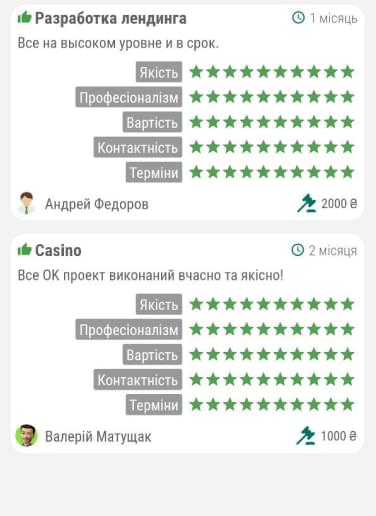 Разработка лендинга 1 місяць
Все на высоком уровне и в срок.
Якість
Професіоналізм
Вартість
Контактність
Терміни
Андрей Федоров 2000 ₴
Casino 2 місяця
Все ОК проект виконаний вчасно та якісно!
Якість
Професіоналізм
Вартість
Контактність
Терміни
Валерій Матущак 1000 ₴